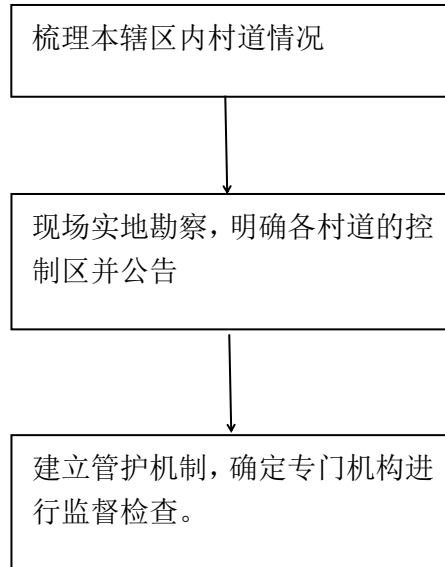 梳理本辖区内村道情况
现场实地勘察，明确各村道的控
制区并公告
建立管护机制，确定专门机构进
行监督检查。